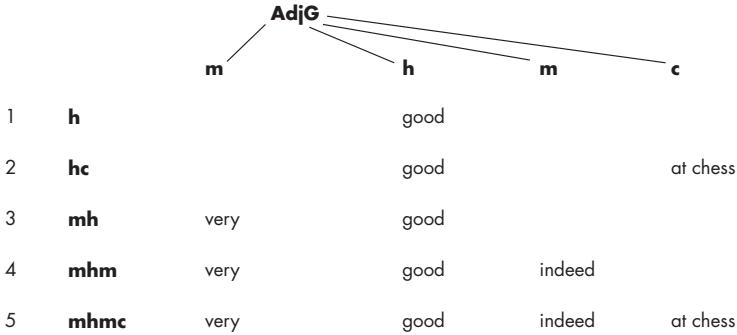 AdjG
m h m c
1 h good
2 hc good at chess
3 mh very good
4 mhm very good indeed
5 mhmc very good indeed at chess